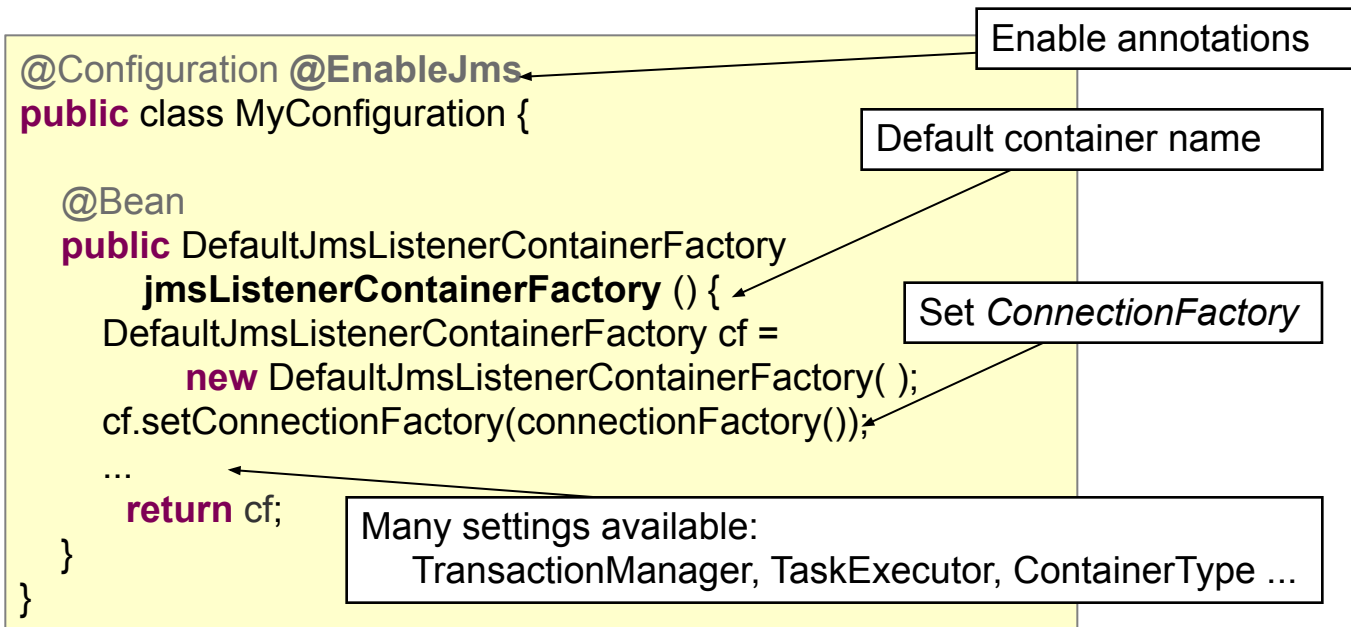 Enable annotations
@Configuration @EnableJms
public class MyConfiguration {
Default container name
@Bean
public DefaultJmsListenerContainerFactory
jmsListenerContainerFactory () {
Set ConnectionFactory
DefaultJmsListenerContainerFactory cf =
new DefaultJmsListenerContainerFactory( );
cf.setConnectionFactory(connectionFactory());
...
return cf;
Many settings available:
TransactionManager, TaskExecutor, ContainerType ...
}
}